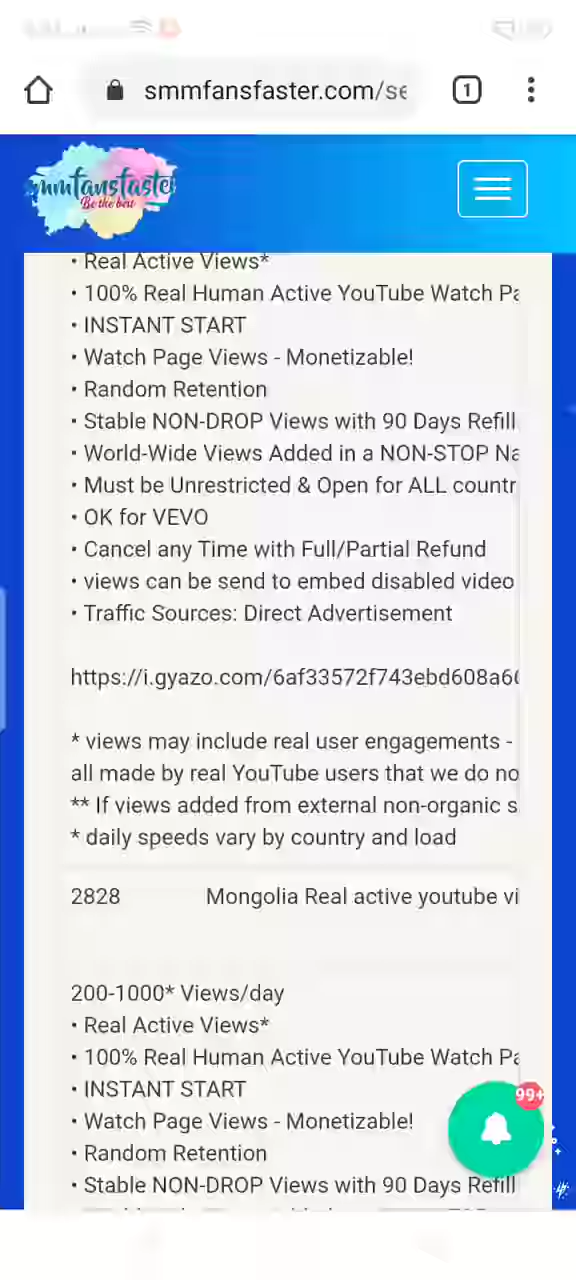 smmfansfaster.com/se
1
smmfansfaster
Be the best
• Real Active Views*
• 100% Real Human Active YouTube Watch Pa
• INSTANT START
• Watch Page Views - Monetizable!
• Random Retention
• Stable NON-DROP Views with 90 Days Refill
• World-Wide Views Added in a NON-STOP Na
• Must be Unrestricted & Open for ALL countr
• OK for VEVO
• Cancel any Time with Full/Partial Refund
• views can be send to embed disabled video
• Traffic Sources: Direct Advertisement
https://i.gyazo.com/6af33572f743ebd608a60
* views may include real user engagements -
all made by real YouTube users that we do no
** If views added from external non-organic s
* daily speeds vary by country and load
2828 Mongolia Real active youtube vi
200-1000* Views/day
• Real Active Views*
• 100% Real Human Active YouTube Watch Pa
• INSTANT START
99+
• Watch Page Views - Monetizable!
• Random Retention
• Stable NON-DROP Views with 90 Days Refill